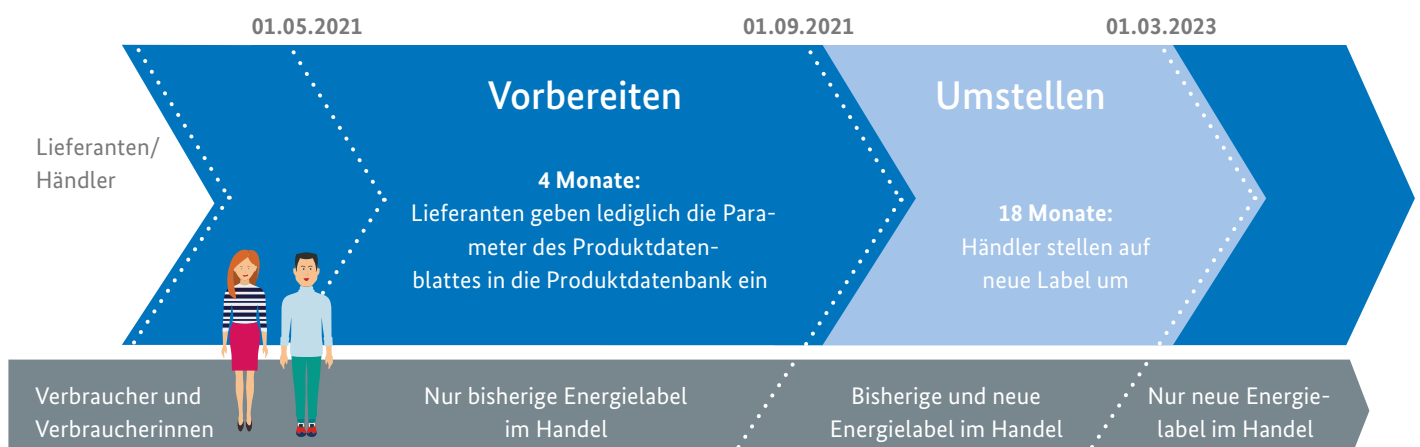 01.05.2021
01.09.2021
01.03.2023
Lieferanten/
Händler
Vorbereiten
4 Monate:
Lieferanten geben lediglich die Para-
meter des Produktdaten-
blattes in die Produktdatenbank ein
Umstellen
18 Monate:
Händler stellen auf
neue Label um
Verbraucher und
Verbraucherinnen
Nur bisherige Energielabel
im Handel
Bisherige und neue
Energielabel im Handel
Nur neue Energie-
label im Handel